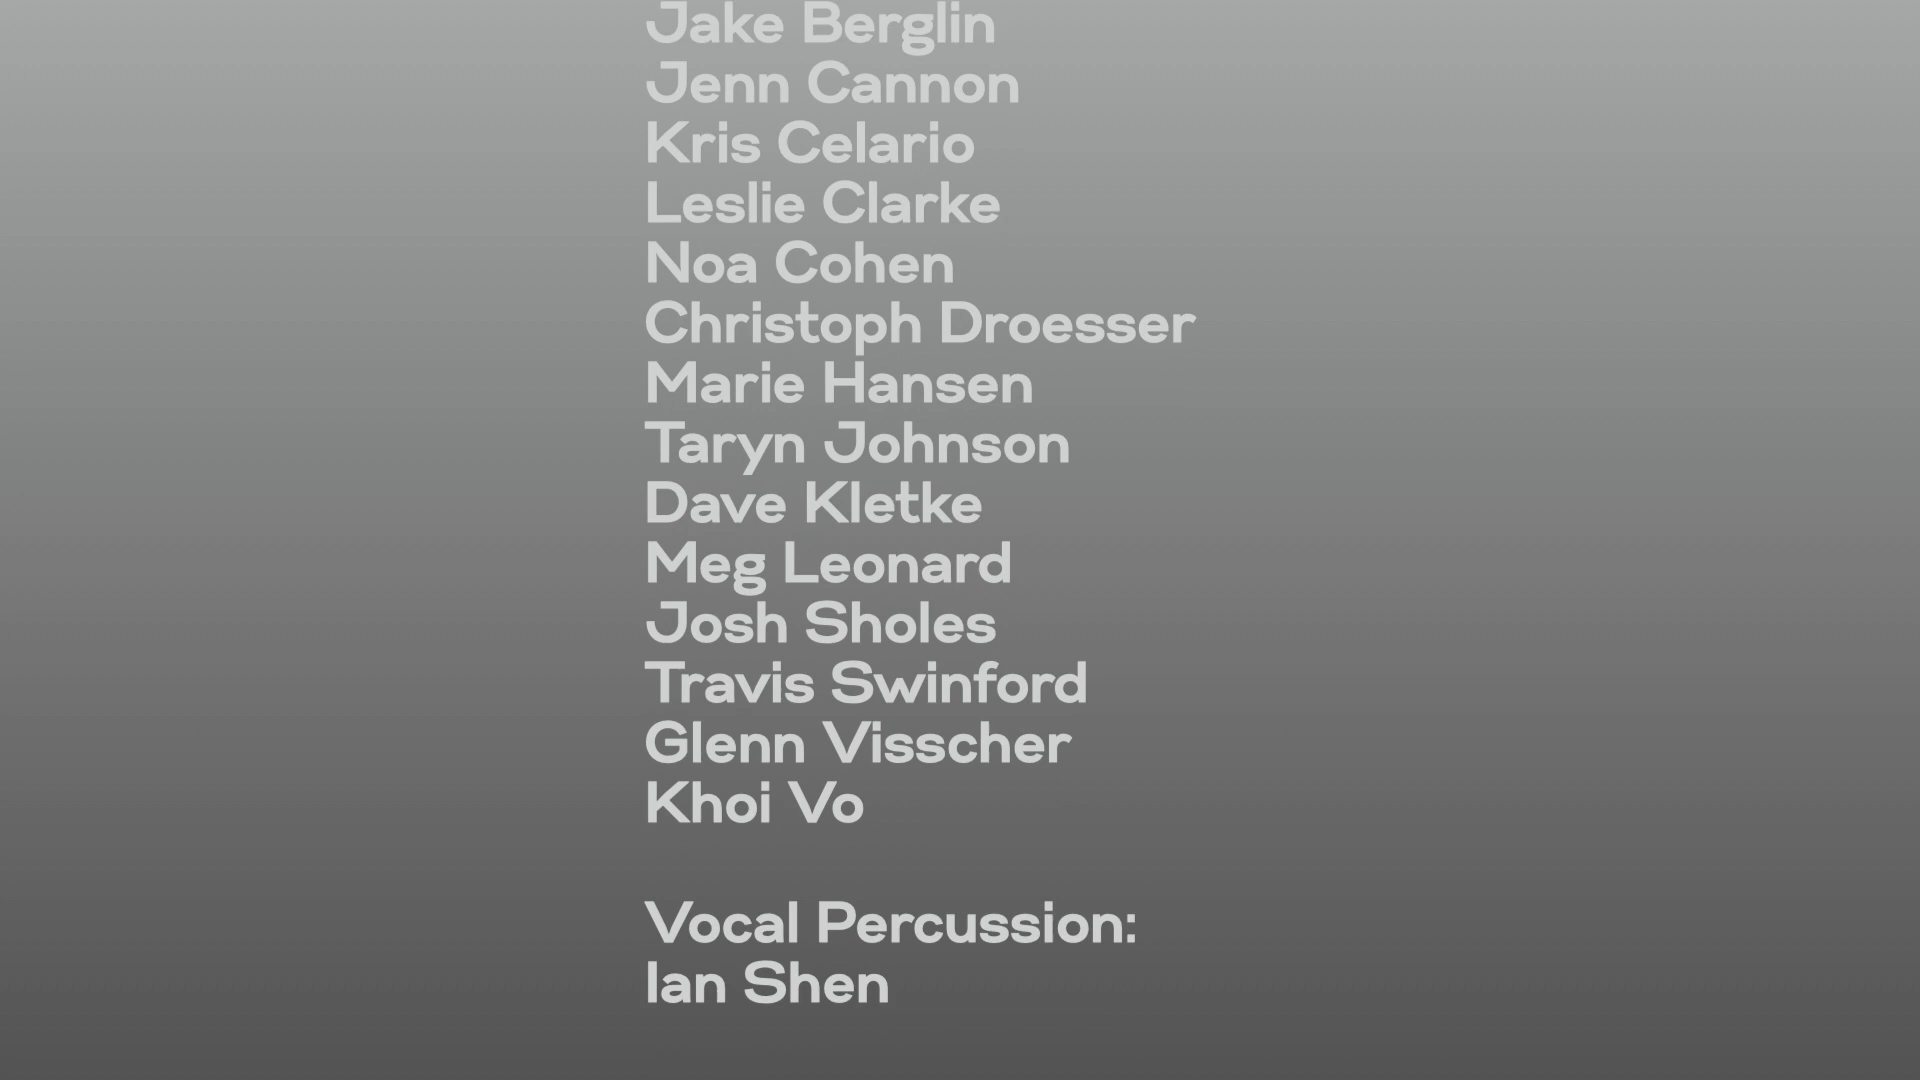 Jake Berglin
Jenn Cannon
Kris Celario
Leslie Clarke
Noa Cohen
Christoph Droesser
Marie Hansen
Taryn Johnson
Dave Kletke
Meg Leonard
Josh Sholes
Travis Swinford
Glenn Visscher
Khoi Vo
Vocal Percussion:
Ian Shen